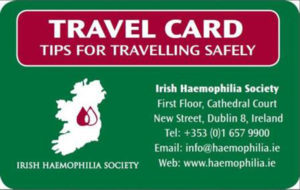 TRAVEL CARD
TIPS FOR TRAVELLING SAFELY
Irish Haemophilia Society
First Floor, Cathedral Court
New Street, Dublin 8, Ireland
Tel: +353 (0)1 657 9900
Email: info@haemophilia.ie
Web: www.haemophilia.ie
IRISH HAEMOPHILIA SOCIETY